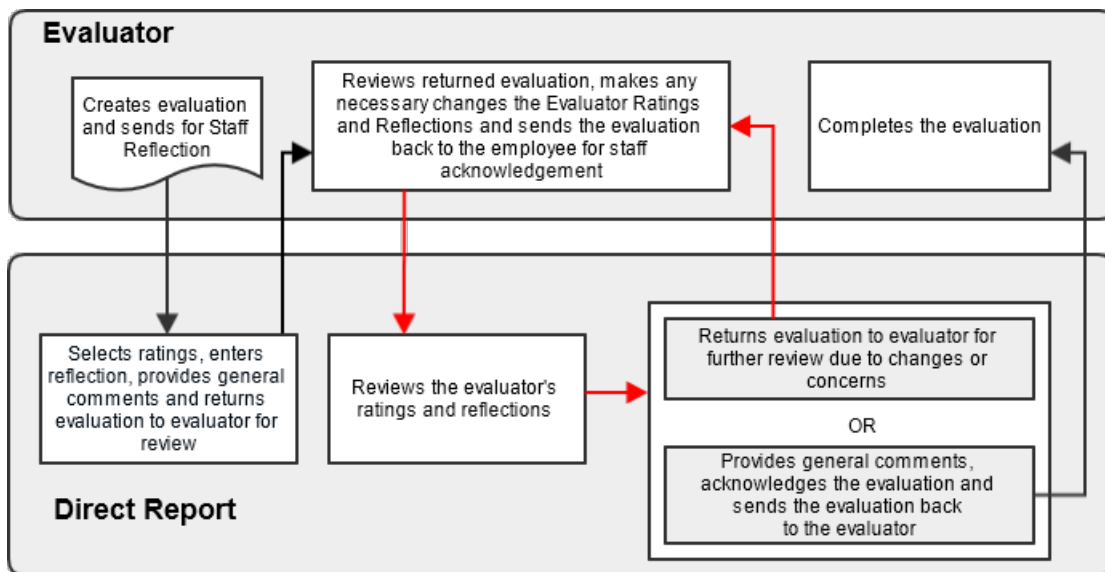 Evaluator
Creates evaluation
and sends for Staff
Reflection
Reviews returned evaluation, makes any
necessary changes the Evaluator Ratings
and Reflections and sends the evaluation
back to the employee for staff
acknowledgement
Completes the evaluation
Selects ratings, enters
reflection, provides general
comments and returns
evaluation to evaluator for
review
Reviews the evaluator's
ratings and reflections
Returns evaluation to evaluator for
further review due to changes or
concerns
OR
Provides general comments,
acknowledges the evaluation and
sends the evaluation back
to the evaluator
Direct Report